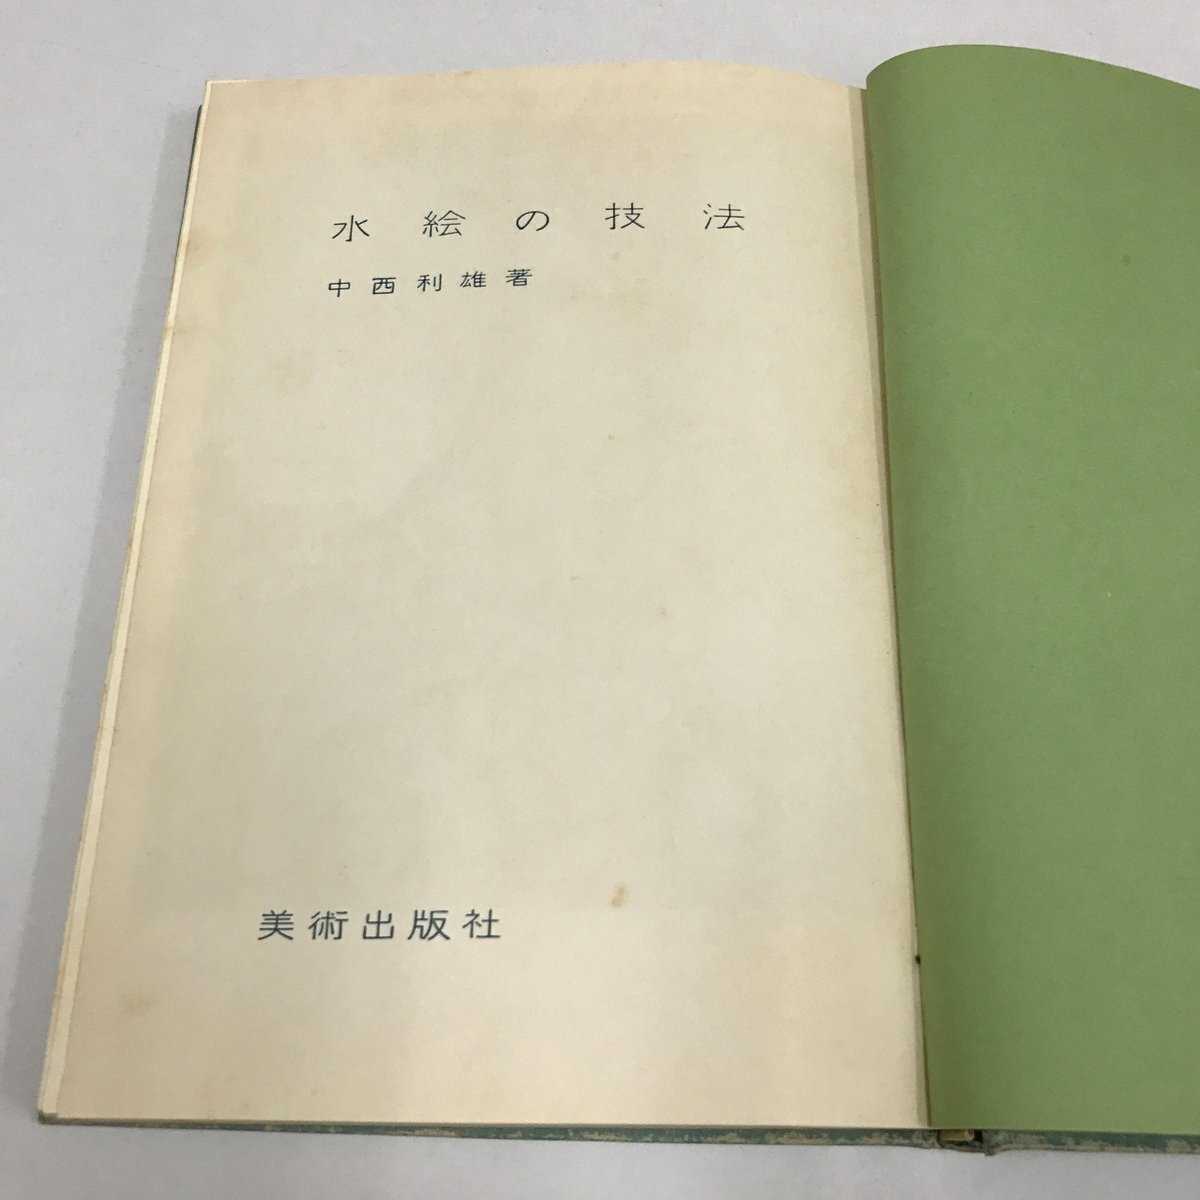 水絵の技法
中西利雄著
美術出版社